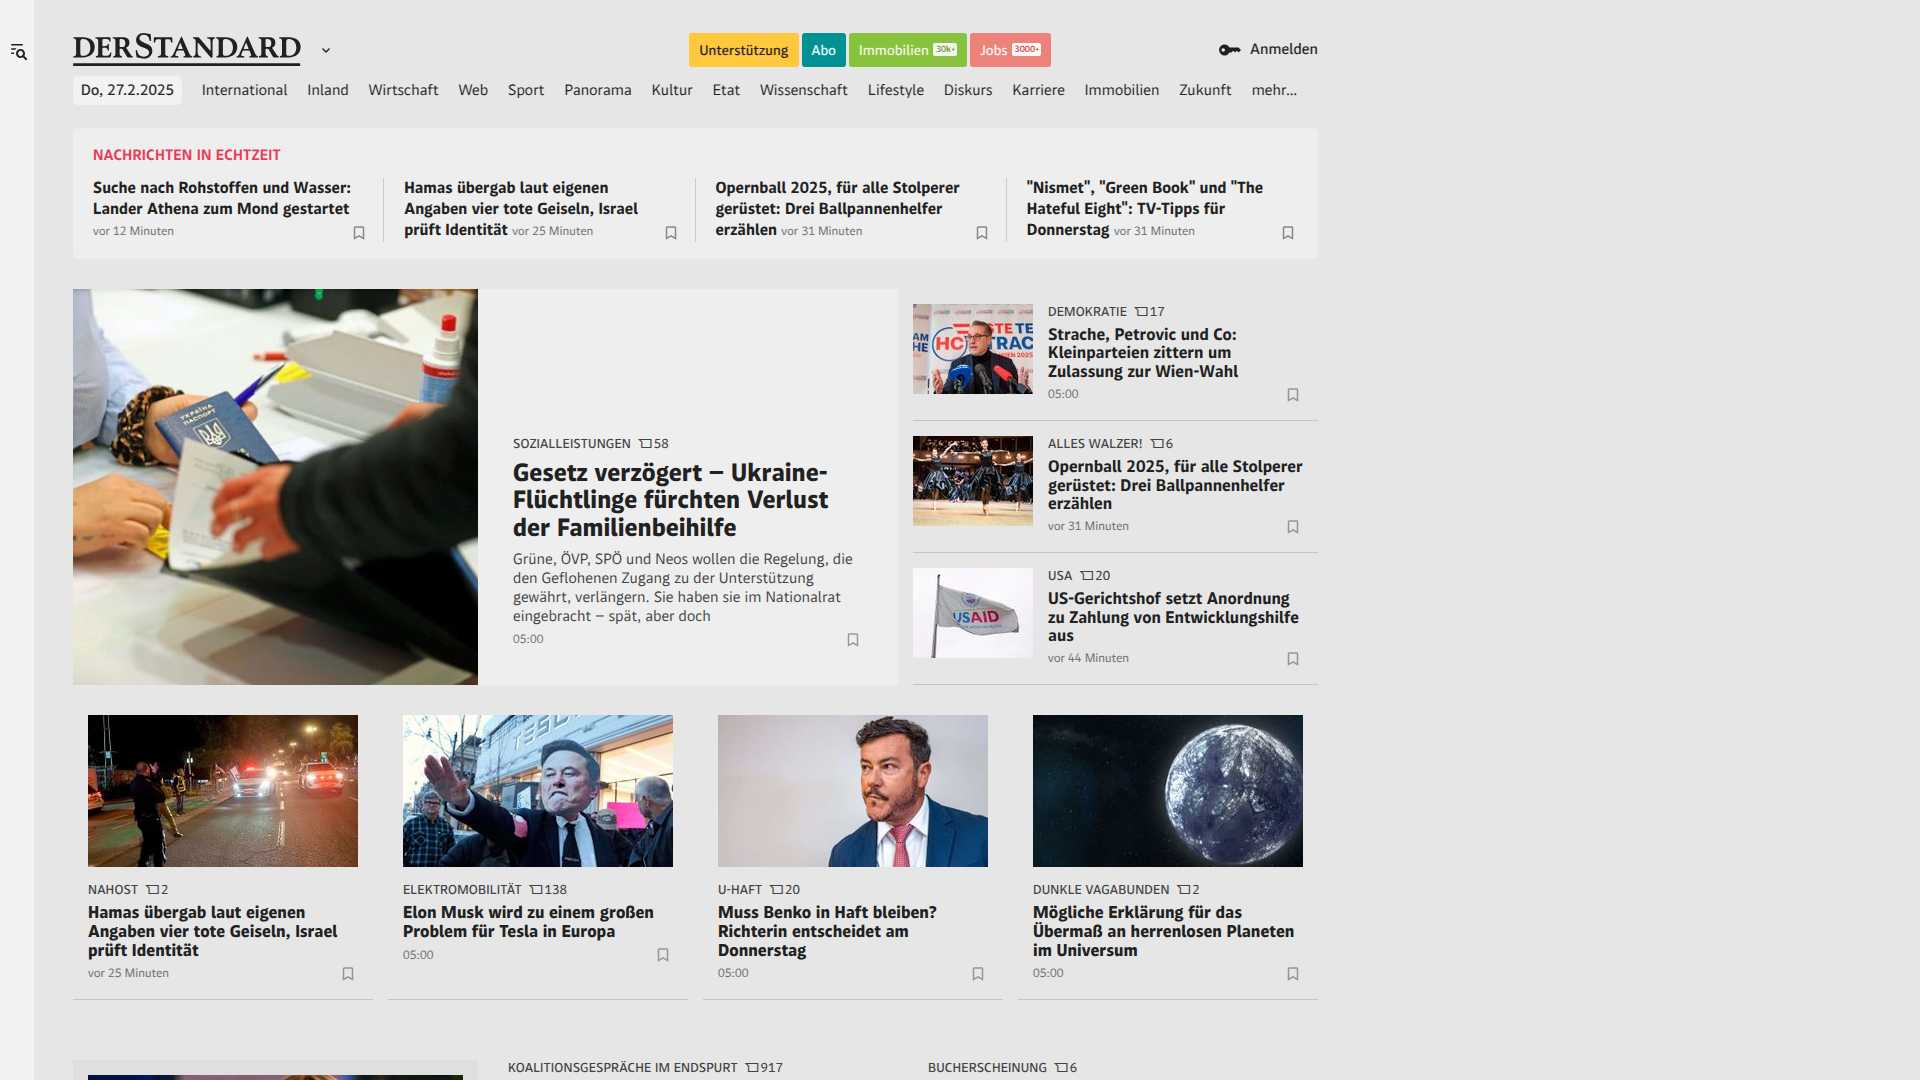 DERSTANDARD
Unterstützung
Abo
Immobilien 30k+
Jobs 3000+
Anmelden
Do, 27.2.2025
International
Inland
Wirtschaft
Web
Sport
Panorama
Kultur
Etat
Wissenschaft
Lifestyle
Diskurs
Karriere
Immobilien
Zukunft
mehr...
NACHRICHTEN IN ECHTZEIT
Suche nach Rohstoffen und Wasser:
Lander Athena zum Mond gestartet
vor 12 Minuten
Hamas übergab laut eigenen
Angaben vier tote Geiseln, Israel
prüft Identität vor 25 Minuten
Opernball 2025, für alle Stolperer
gerüstet: Drei Ballpannenhelfer
erzählen vor 31 Minuten
"Nismet", "Green Book" und "The
Hateful Eight": TV-Tipps für
Donnerstag vor 31 Minuten
УКРАЇНА
ПАСПОРТ
SOZIALLEISTUNGEN 58
Gesetz verzögert – Ukraine-
Flüchtlinge fürchten Verlust
der Familienbeihilfe
Grüne, ÖVP, SPÖ und Neos wollen die Regelung, die
den Geflohenen Zugang zu der Unterstützung
gewährt, verlängern. Sie haben sie im Nationalrat
eingebracht – spät, aber doch
05:00
HC
DEMOKRATIE 17
Strache, Petrovic und Co:
Kleinparteien zittern um
Zulassung zur Wien-Wahl
05:00
ALLES WALZER! 6
Opernball 2025, für alle Stolperer
gerüstet: Drei Ballpannenhelfer
erzählen
vor 31 Minuten
USAID
USA 20
US-Gerichtshof setzt Anordnung
zu Zahlung von Entwicklungshilfe
aus
vor 44 Minuten
NAHOST 2
Hamas übergab laut eigenen
Angaben vier tote Geiseln, Israel
prüft Identität
vor 25 Minuten
ELEKTROMOBILITÄT 138
Elon Musk wird zu einem großen
Problem für Tesla in Europa
05:00
U-HAFT 20
Muss Benko in Haft bleiben?
Richterin entscheidet am
Donnerstag
05:00
DUNKLE VAGABUNDEN 2
Mögliche Erklärung für das
Übermaß an herrenlosen Planeten
im Universum
05:00
KOALITIONSGESPRÄCHE IM ENDSPURT 917
BUCHERSCHEINUNG 6